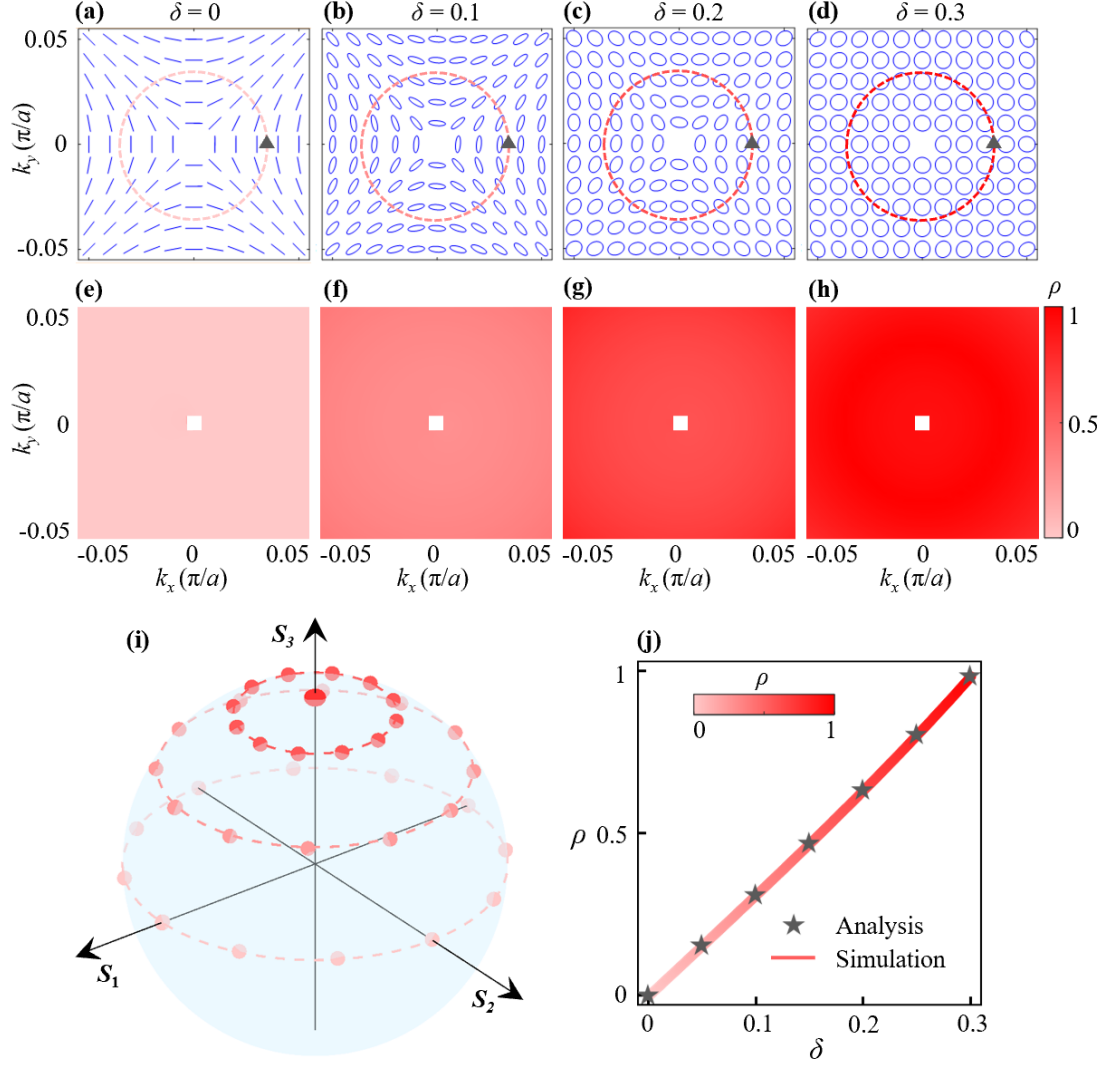 (a) δ = 0 (b) δ = 0.1 (c) δ = 0.2 (d) δ = 0.3
0.05
0
-0.05
k_y (π/a)
(e) (f) (g) (h) ρ
0.05
0
-0.05
k_y (π/a)
1
0.5
0
-0.05 0 0.05 -0.05 0 0.05 -0.05 0 0.05 -0.05 0 0.05
k_x (π/a) k_x (π/a) k_x (π/a) k_x (π/a)
(i)
S_3
S_1
S_2
(j)
1
ρ
0 1
0.5
ρ
Analysis
Simulation
0
0 0.1 0.2 0.3
δ